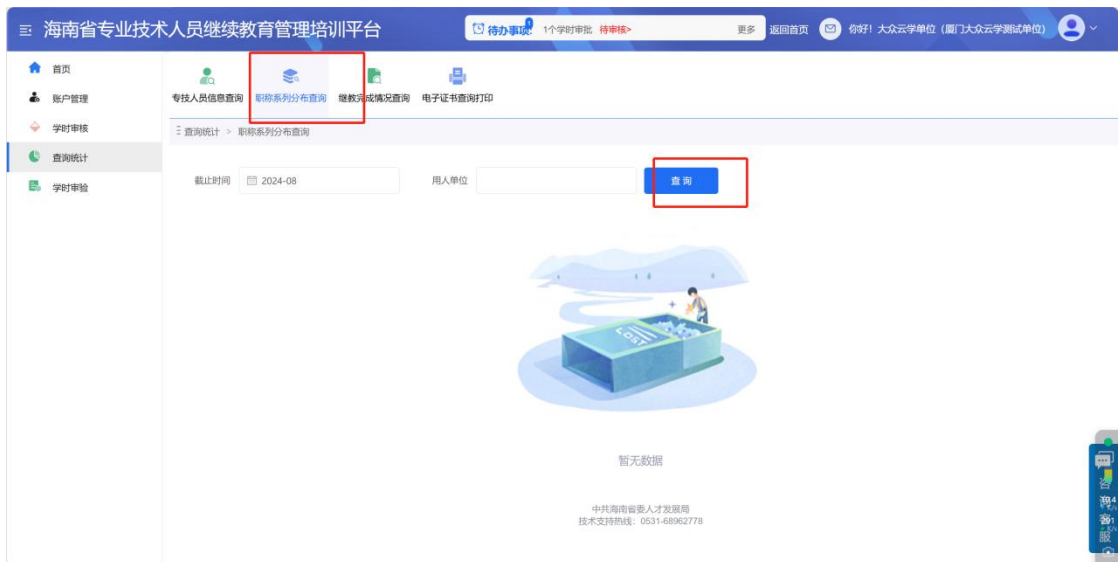 海南省专业技术人员继续教育管理培训平台
待办事项 1
1个学时审批 待审核>
更多
返回首页
你好！大众云学单位（厦门大众云学测试单位）
首页
账户管理
学时审核
查询统计
学时审验
专技人员信息查询 职称系列分布查询 继教完成情况查询 电子证书查询打印
查询统计 > 职称系列分布查询
截止时间 2024-08
用人单位
查询
LOST
暂无数据
中共海南省委人才发展局
技术支持热线：0531-68962778
咨询客服